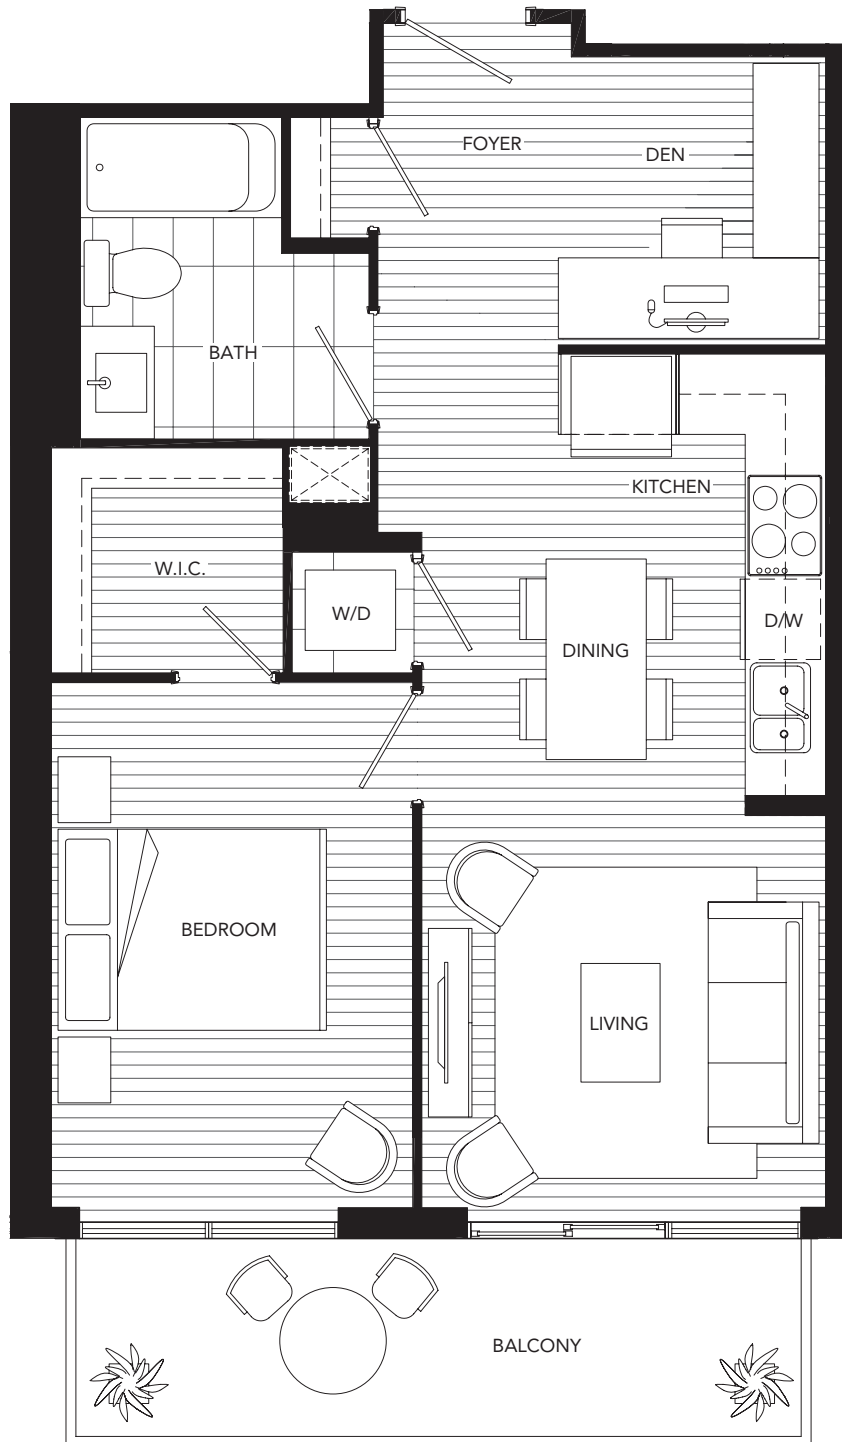 FOYER
DEN
BATH
KITCHEN
W.I.C.
W/D
D/W
DINING
BEDROOM
LIVING
BALCONY